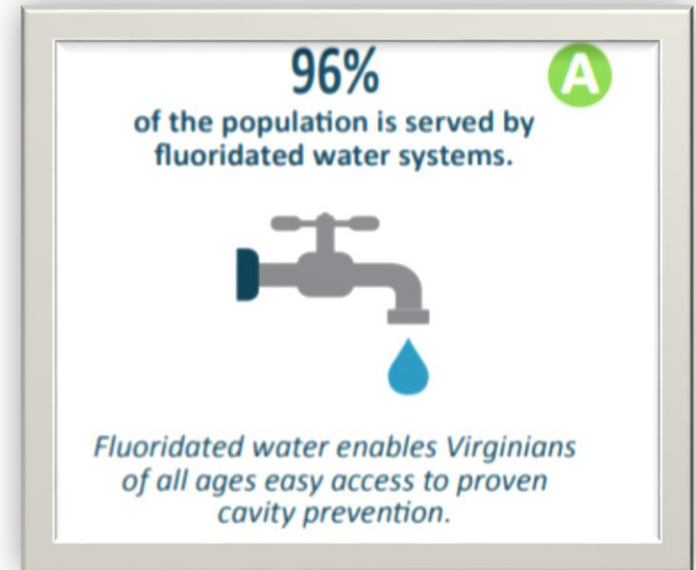 96%
A
of the population is served by
fluoridated water systems.
Fluoridated water enables Virginians
of all ages easy access to proven
cavity prevention.